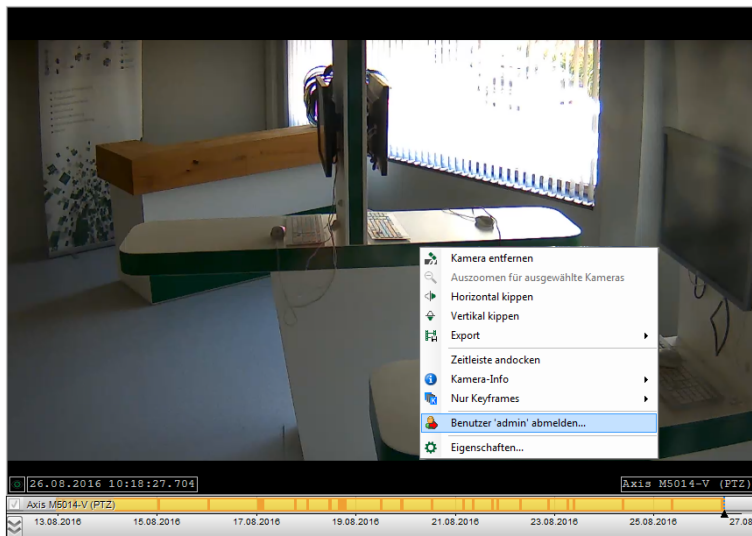 Kamera entfernen
Auszoomen für ausgewählte Kameras
Horizontal kippen
Vertikal kippen
Export
Zeitleiste andocken
Kamera-Info
Nur Keyframes
Benutzer 'admin' abmelden...
Eigenschaften...
26.08.2016 10:18:27.704
Axis M5014-V (PTZ)
Axis M5014-V (PTZ)
13.08.2016 15.08.2016 17.08.2016 19.08.2016 21.08.2016 23.08.2016 25.08.2016 27.08